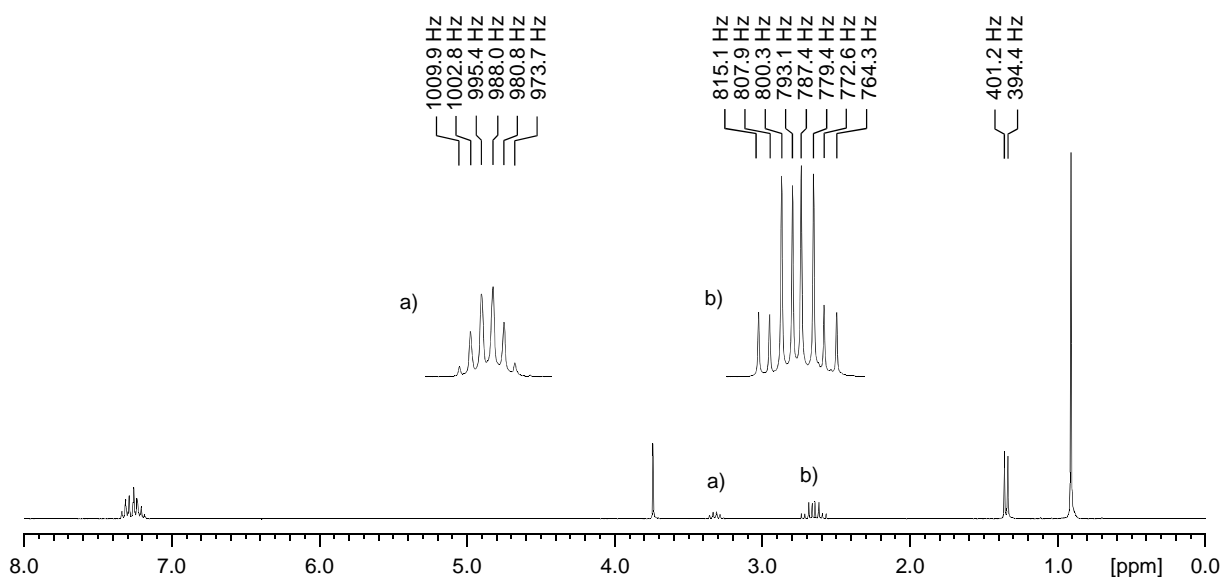 1009.9 Hz
1002.8 Hz
995.4 Hz
988.0 Hz
980.8 Hz
973.7 Hz
815.1 Hz
807.9 Hz
800.3 Hz
793.1 Hz
787.4 Hz
779.4 Hz
772.6 Hz
764.3 Hz
401.2 Hz
394.4 Hz
a)
b)
a)
b)
8.0 7.0 6.0 5.0 4.0 3.0 2.0 1.0 [ppm] 0.0